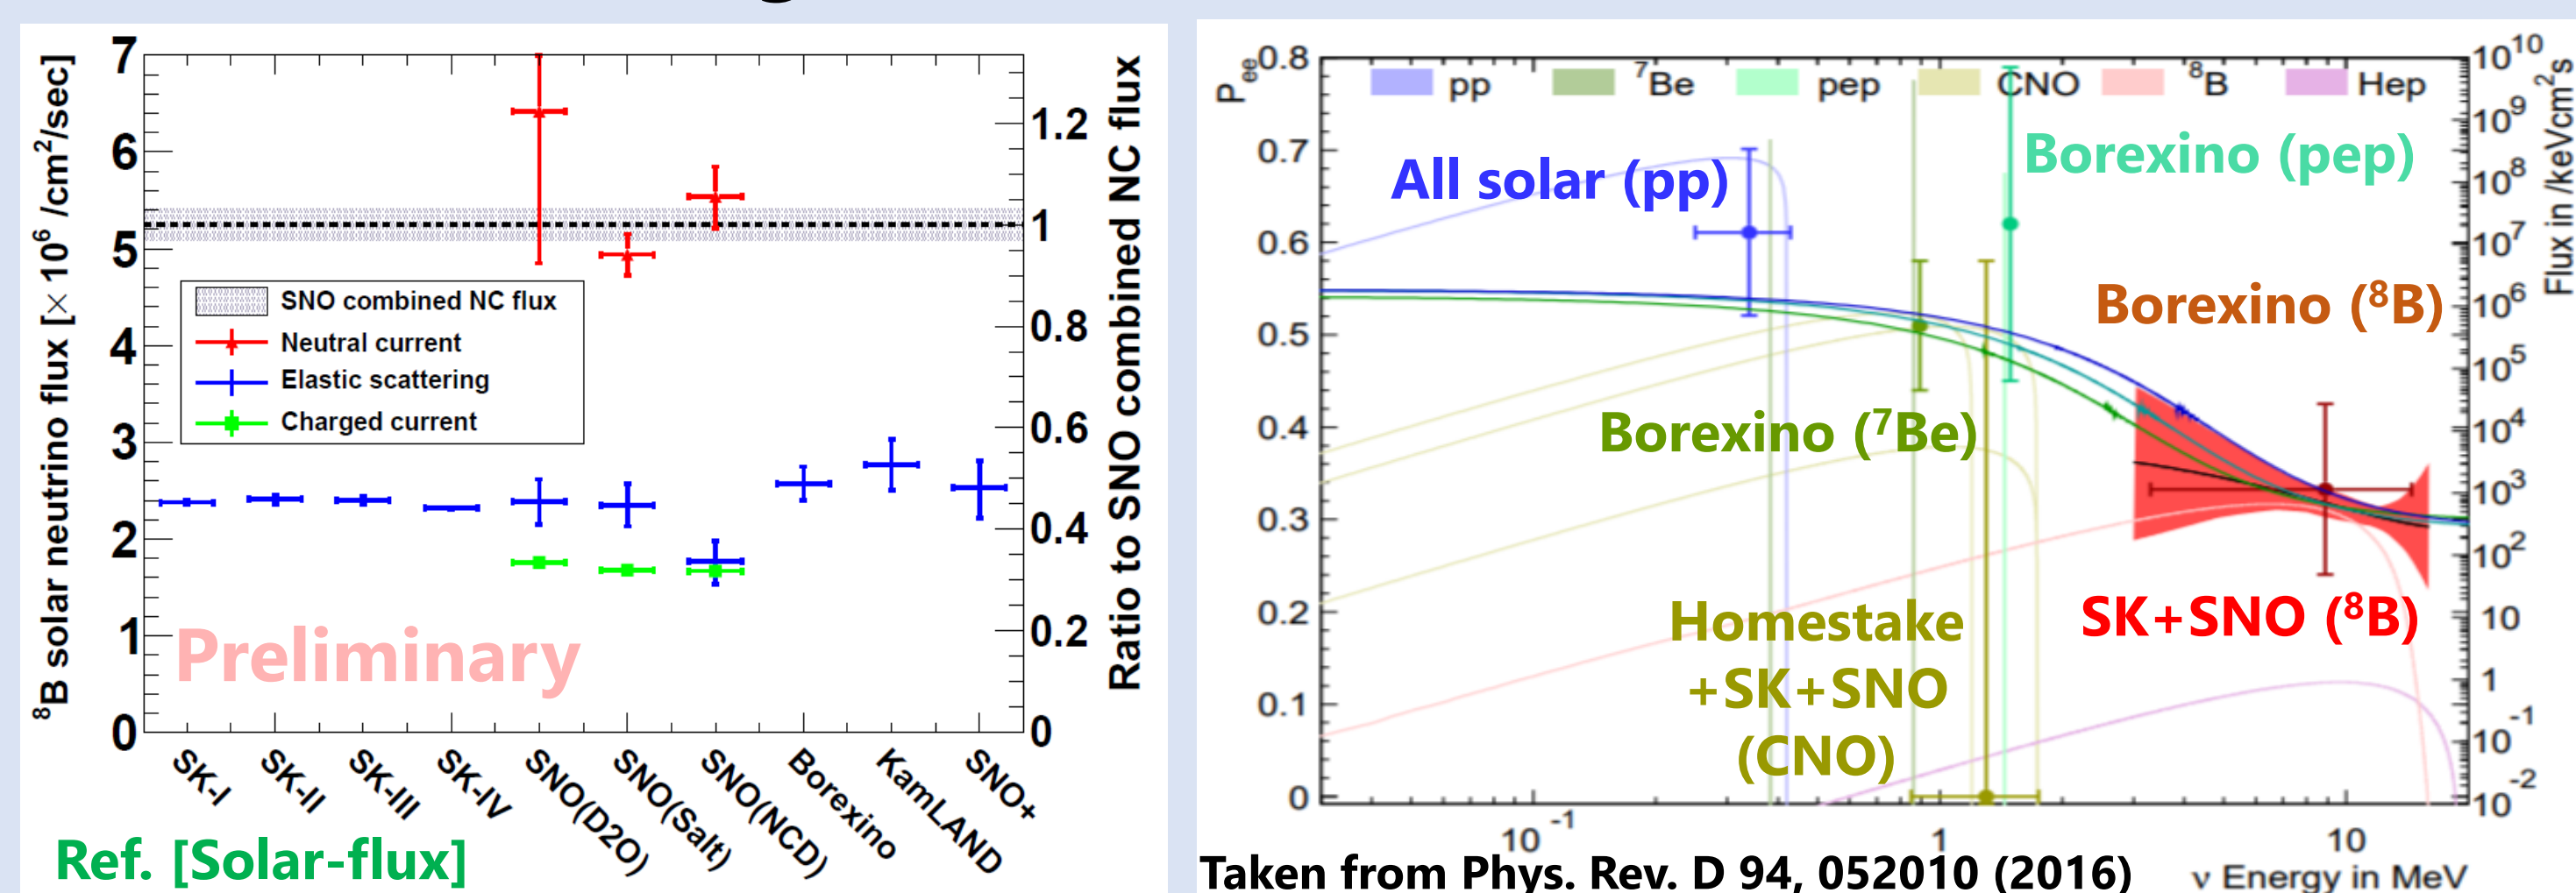 ⁸B solar neutrino flux [× 10⁶ /cm²/sec]
7
6
5
4
3
2
1
0
SNO combined NC flux
Neutral current
Elastic scattering
Charged current
Preliminary
SK-I
SK-II
SK-III
SK-IV
SNO(D2O)
SNO(Salt)
SNO(NCD)
Borexino
KamLAND
SNO+
1.2
1
0.8
0.6
0.4
0.2
0
Ratio to SNO combined NC flux
Ref. [Solar-flux]
Pee
0.8
0.7
0.6
0.5
0.4
0.3
0.2
0.1
0
pp
⁷Be
pep
CNO
⁸B
Hep
All solar (pp)
Borexino (pep)
Borexino (⁸B)
Borexino (⁷Be)
Homestake
+SK+SNO
(CNO)
SK+SNO (⁸B)
10¹⁰
10⁹
10⁸
10⁷
10⁶
10⁵
10⁴
10³
10²
10
1
10⁻¹
10⁻²
Flux in /keVcm²s
10⁻¹
1
10
ν Energy in MeV
Taken from Phys. Rev. D 94, 052010 (2016)